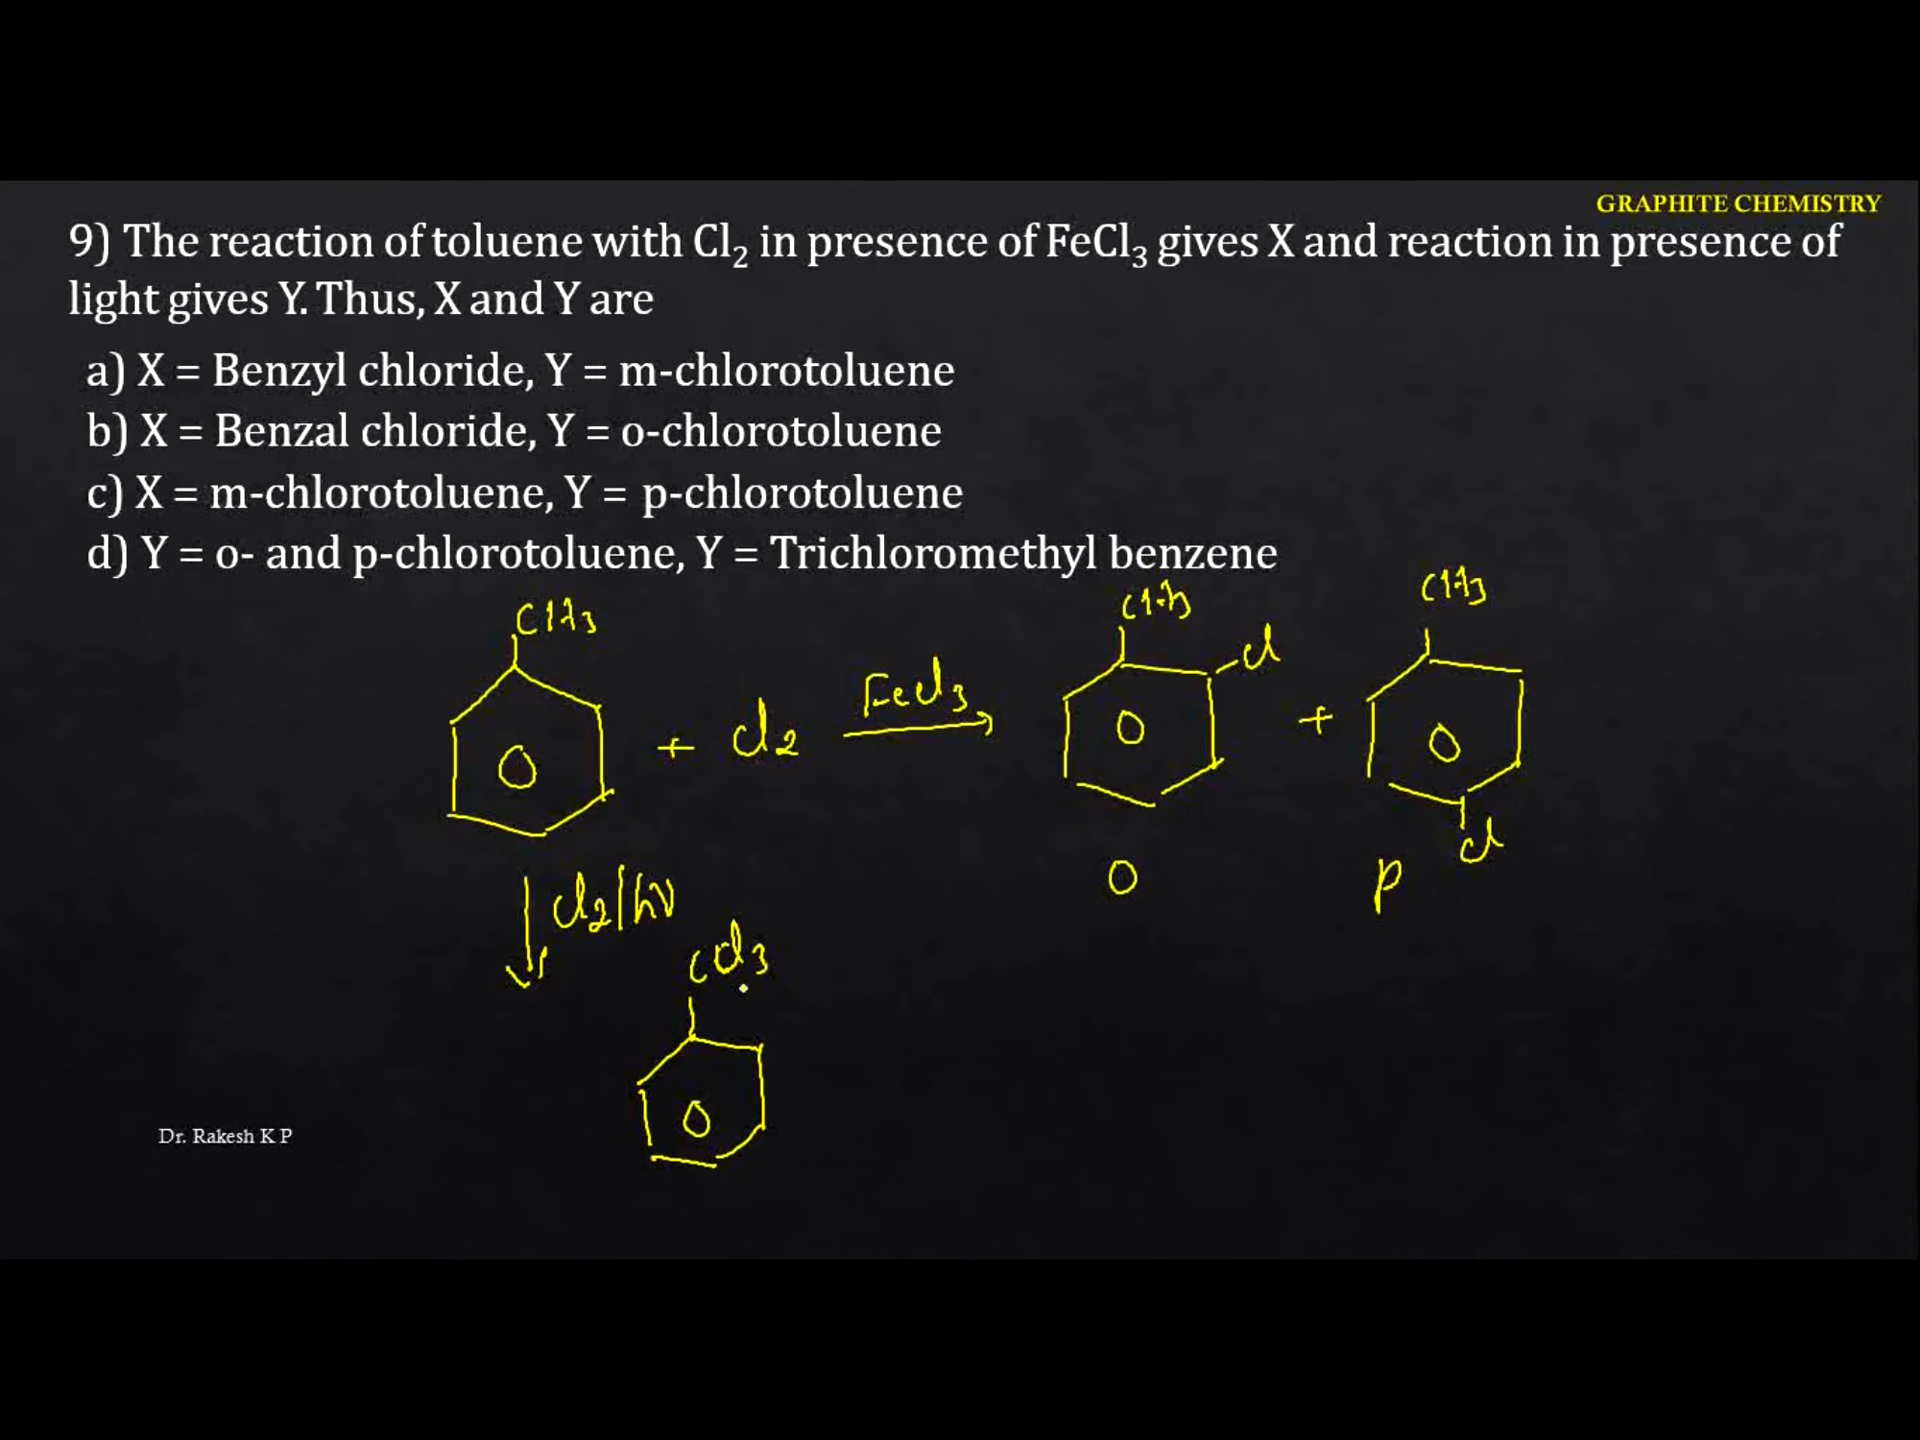 GRAPHITE CHEMISTRY
9) The reaction of toluene with Cl₂ in presence of FeCl₃ gives X and reaction in presence of
light gives Y. Thus, X and Y are
a) X = Benzyl chloride, Y = m-chlorotoluene
b) X = Benzal chloride, Y = o-chlorotoluene
c) X = m-chlorotoluene, Y = p-chlorotoluene
d) Y = o- and p-chlorotoluene, Y = Trichloromethyl benzene
CH₃ CH₃ CH₃
+ Cl₂ FeCl₃ Cl +
Cl
O P
Cl₂/hν
CCl₃
Dr. Rakesh K P